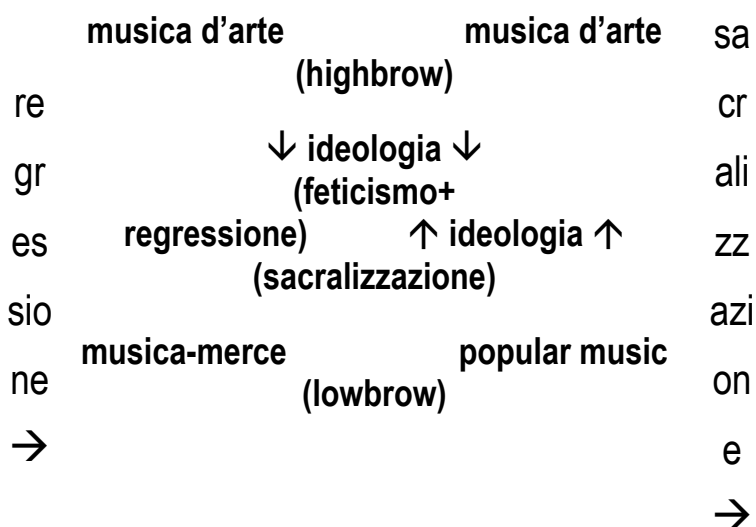 re
gr
es
sio
ne
→
musica d’arte musica d’arte
(highbrow)
↓ ideologia ↓
(feticismo+
regressione) ↑ ideologia ↑
(sacralizzazione)
musica-merce popular music
(lowbrow)
sa
cr
ali
zz
azi
on
e
→